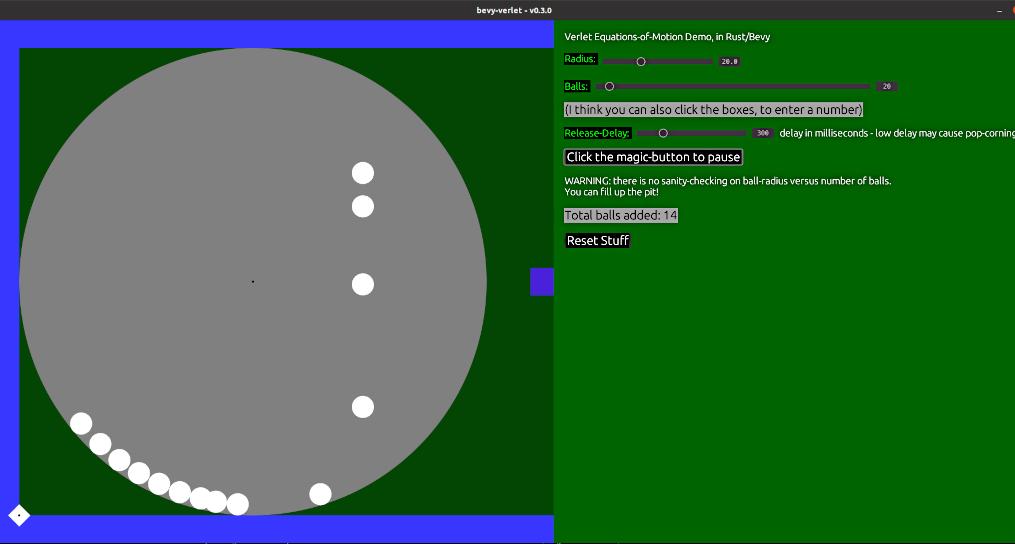 bevy-verlet - v0.3.0
Verlet Equations-of-Motion Demo, in Rust/Bevy
Radius: 20.0
Balls: 20
(I think you can also click the boxes, to enter a number)
Release-Delay: 300 delay in milliseconds - low delay may cause pop-corning
Click the magic-button to pause
WARNING: there is no sanity-checking on ball-radius versus number of balls.
You can fill up the pit!
Total balls added: 14
Reset Stuff